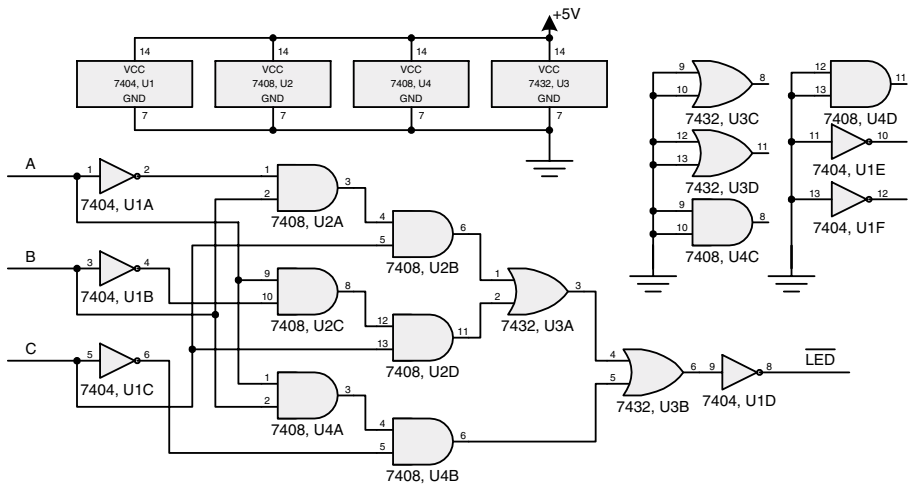 +5V
14 14 14 14
VCC VCC VCC VCC
7404, U1 7408, U2 7408, U4 7432, U3
GND GND GND GND
7 7 7 7
9 8
10
7432, U3C
12 11
13
7408, U4D
12 11
13
7432, U3D
11 10
7404, U1E
9 8
10
7408, U4C
13 12
7404, U1F
A
1 2
7404, U1A
1 3
2
7408, U2A
4 6
5
7408, U2B
B
3 4
7404, U1B
9 8
10
7408, U2C
12 11
13
7408, U2D
1 3
2
7432, U3A
C
5 6
7404, U1C
1 3
2
7408, U4A
4 6
5
7408, U4B
4 6
5
7432, U3B
9 8
7404, U1D
LED